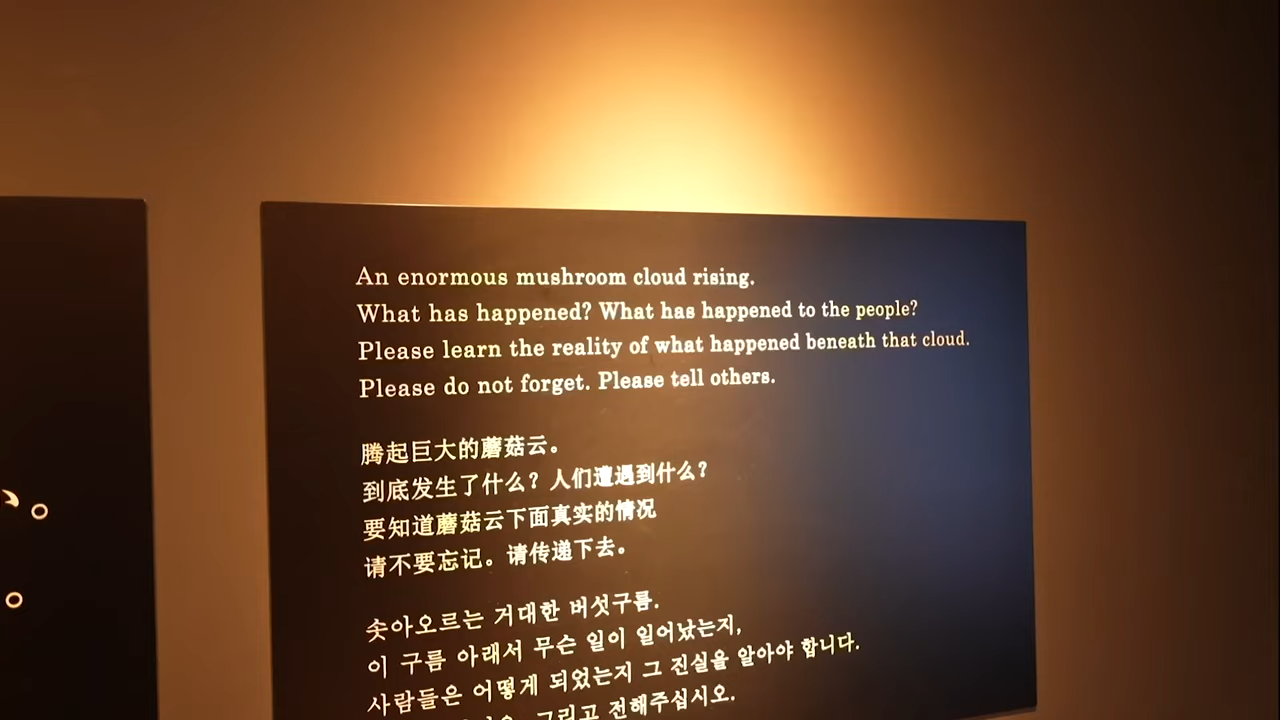 An enormous mushroom cloud rising.
What has happened? What has happened to the people?
Please learn the reality of what happened beneath that cloud.
Please do not forget. Please tell others.
腾起巨大的蘑菇云。
到底发生了什么？人们遭遇到什么？
要知道蘑菇云下面真实的情况
请不要忘记。请传递下去。
솟아오르는 거대한 버섯구름.
이 구름 아래서 무슨 일이 일어났는지,
사람들은 어떻게 되었는지 그 진실을 알아야 합니다.
그리고 전해주십시오.